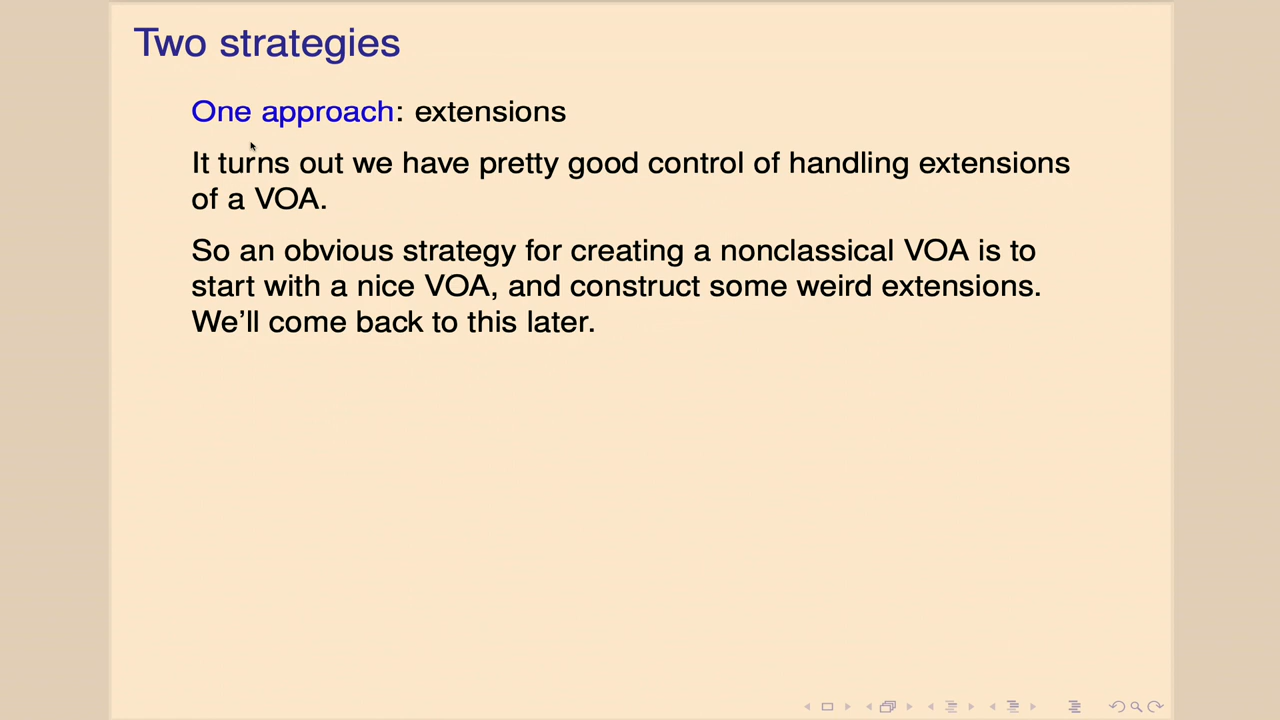 Two strategies
One approach: extensions
It turns out we have pretty good control of handling extensions
of a VOA.
So an obvious strategy for creating a nonclassical VOA is to
start with a nice VOA, and construct some weird extensions.
We'll come back to this later.